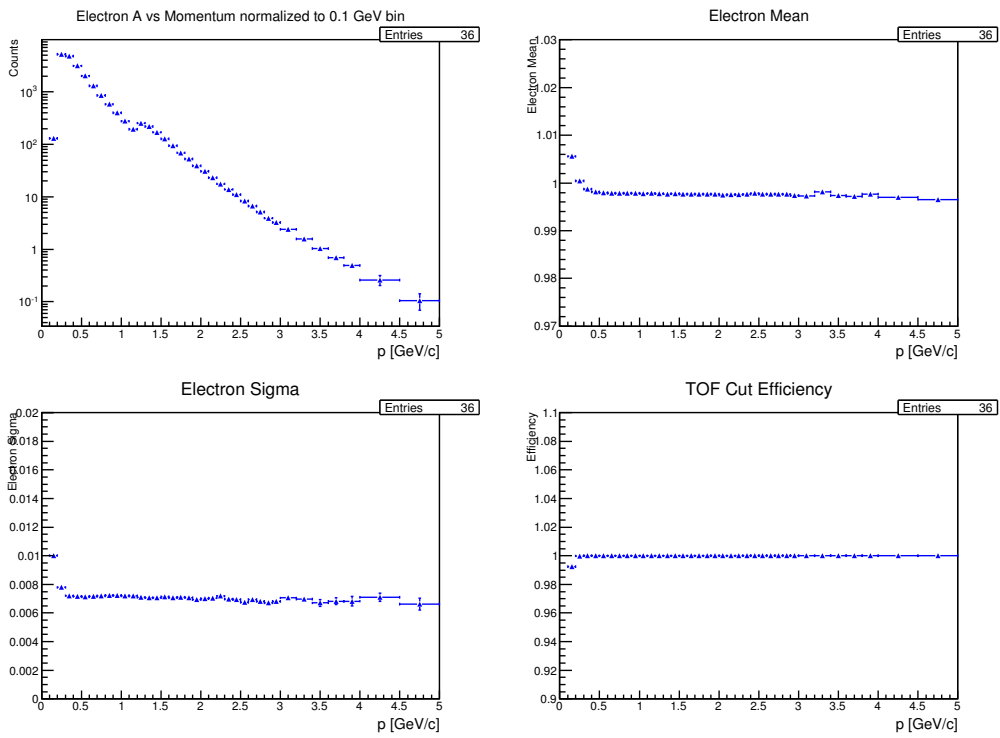 Electron A vs Momentum normalized to 0.1 GeV bin
Entries 36
Counts
10^3
10^2
10
1
10^-1
0 0.5 1 1.5 2 2.5 3 3.5 4 4.5 5
p [GeV/c]
Electron Mean
Entries 36
Electron Mean
1.03
1.02
1.01
1
0.99
0.98
0.97
0 0.5 1 1.5 2 2.5 3 3.5 4 4.5 5
p [GeV/c]
Electron Sigma
Entries 36
Electron Sigma
0.02
0.018
0.016
0.014
0.012
0.01
0.008
0.006
0.004
0.002
0
0 0.5 1 1.5 2 2.5 3 3.5 4 4.5 5
p [GeV/c]
TOF Cut Efficiency
Entries 36
Efficiency
1.1
1.08
1.06
1.04
1.02
1
0.98
0.96
0.94
0.92
0.9
0 0.5 1 1.5 2 2.5 3 3.5 4 4.5 5
p [GeV/c]